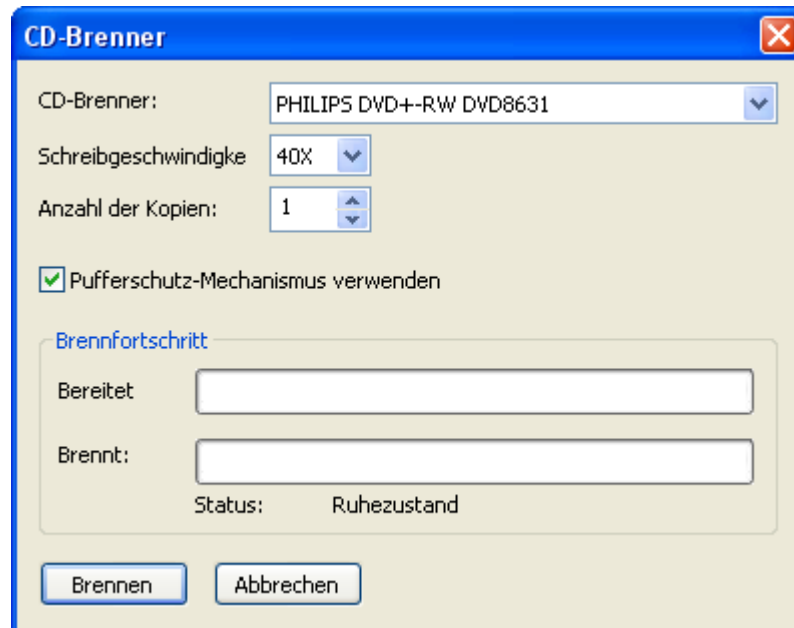 CD-Brenner
CD-Brenner: PHILIPS DVD+-RW DVD8631
Schreibgeschwindigke 40X
Anzahl der Kopien: 1
Pufferschutz-Mechanismus verwenden
Brennfortschritt
Bereitet
Brennt:
Status: Ruhezustand
Brennen Abbrechen